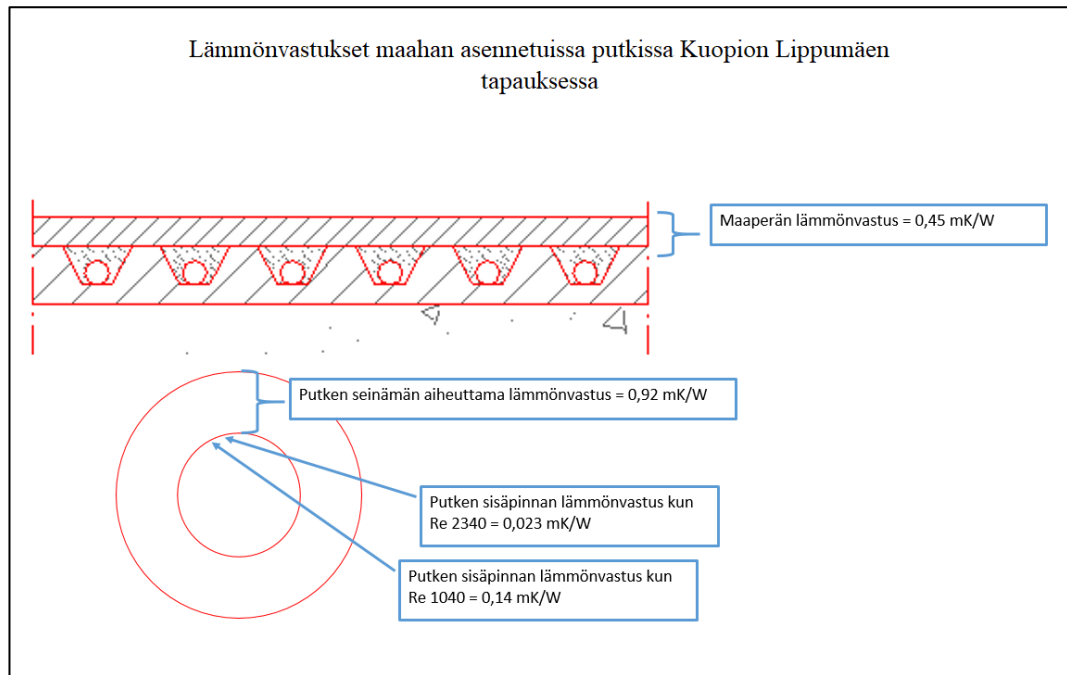 Lämmönvastukset maahan asennetuissa putkissa Kuopion Lippumäen
tapauksessa
Maaperän lämmönvastus = 0,45 mK/W
Putken seinämän aiheuttama lämmönvastus = 0,92 mK/W
Putken sisäpinnan lämmönvastus kun
Re 2340 = 0,023 mK/W
Putken sisäpinnan lämmönvastus kun
Re 1040 = 0,14 mK/W